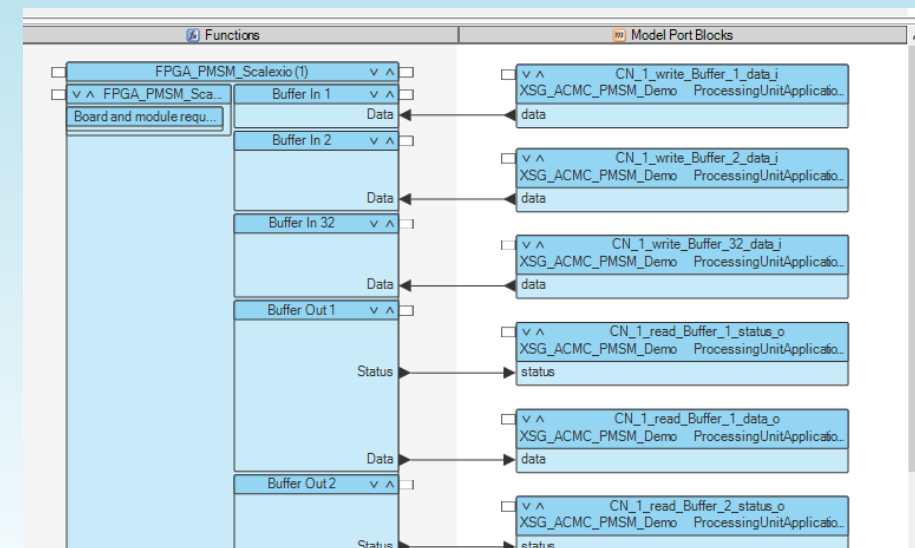 Functions
Model Port Blocks
FPGA_PMSM_Scalexio (1)
FPGA_PMSM_Sca...
Board and module requ...
Buffer In 1
Data
Buffer In 2
Data
Buffer In 32
Data
Buffer Out 1
Status
Data
Buffer Out 2
Status
CN_1_write_Buffer_1_data_i
XSG_ACMC_PMSM_Demo ProcessingUnitApplicatio...
data
CN_1_write_Buffer_2_data_i
XSG_ACMC_PMSM_Demo ProcessingUnitApplicatio...
data
CN_1_write_Buffer_32_data_i
XSG_ACMC_PMSM_Demo ProcessingUnitApplicatio...
data
CN_1_read_Buffer_1_status_o
XSG_ACMC_PMSM_Demo ProcessingUnitApplicatio...
status
CN_1_read_Buffer_1_data_o
XSG_ACMC_PMSM_Demo ProcessingUnitApplicatio...
data
CN_1_read_Buffer_2_status_o
XSG_ACMC_PMSM_Demo ProcessingUnitApplicatio...
status